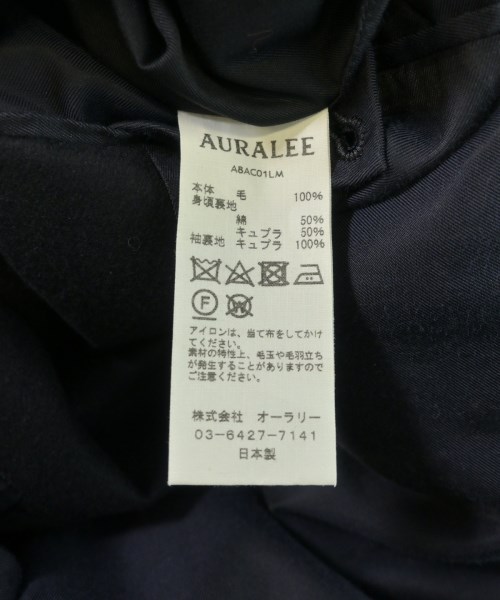 AURALEE
A8AC01LM
本体 毛 100%
身頃裏地
綿 50%
キュプラ 50%
袖裏地 キュプラ 100%
F
W
アイロンは、当て布をしてかけ
てください。
素材の特性上、毛玉や毛羽立ち
が発生することがありますので
ご注意ください。
株式会社 オーラリー
03-6427-7141
日本製